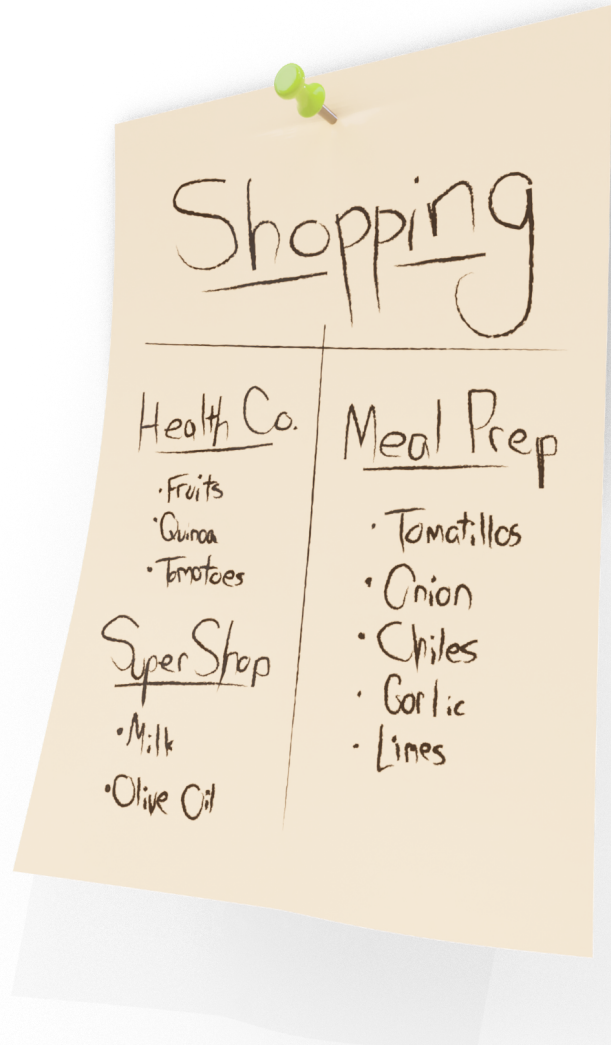 Shopping
Health Co.
·Fruits
·Quinoa
·Tomatoes
Super Shop
·Milk
·Olive Oil
Meal Prep
·Tomatillos
·Onion
·Chiles
·Garlic
·Limes